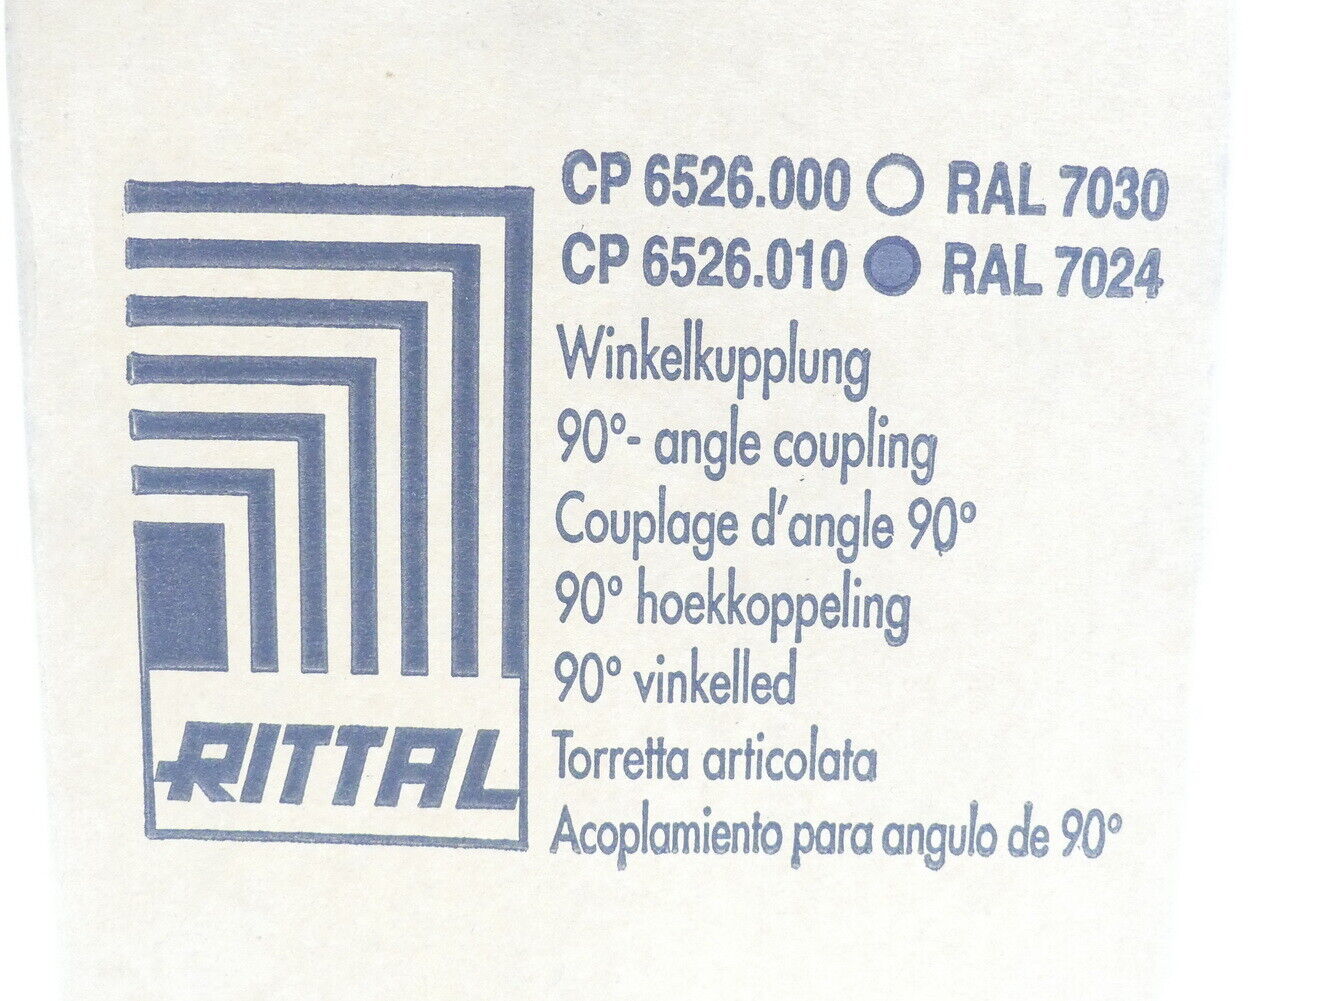 CP 6526.000 RAL 7030
CP 6526.010 RAL 7024
Winkelkupplung
90°- angle coupling
Couplage d'angle 90°
90° hoekkoppeling
90° vinkelled
Torretta articolata
Acoplamiento para angulo de 90°
RITTAL